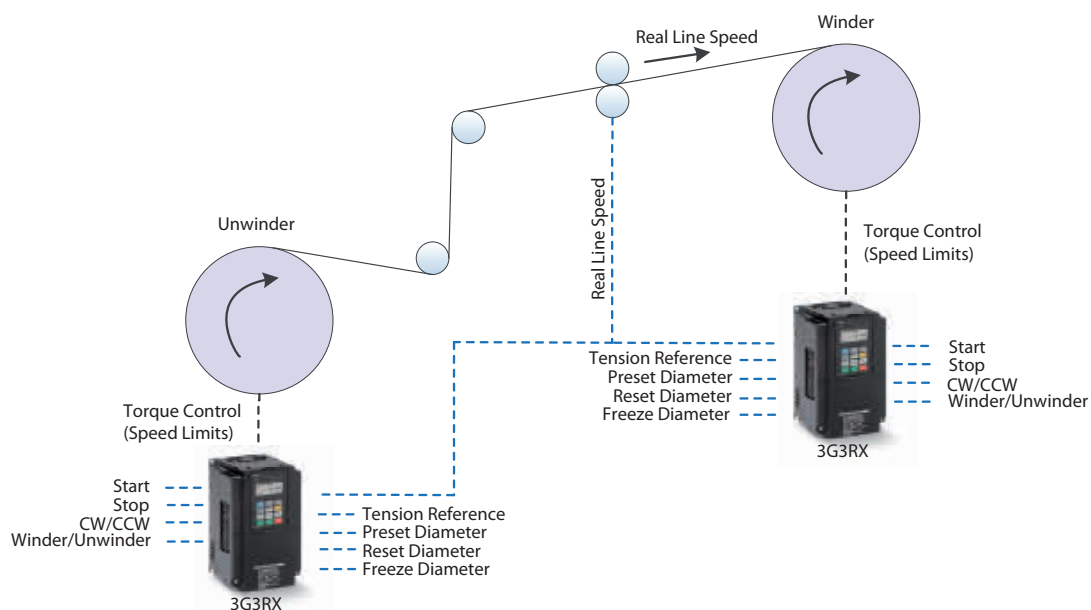 Winder
Real Line Speed
Real Line Speed
Unwinder
Torque Control
(Speed Limits)
Tension Reference
Preset Diameter
Reset Diameter
Freeze Diameter
Start
Stop
CW/CCW
Winder/Unwinder
3G3RX
Torque Control
(Speed Limits)
Start
Stop
CW/CCW
Winder/Unwinder
Tension Reference
Preset Diameter
Reset Diameter
Freeze Diameter
3G3RX